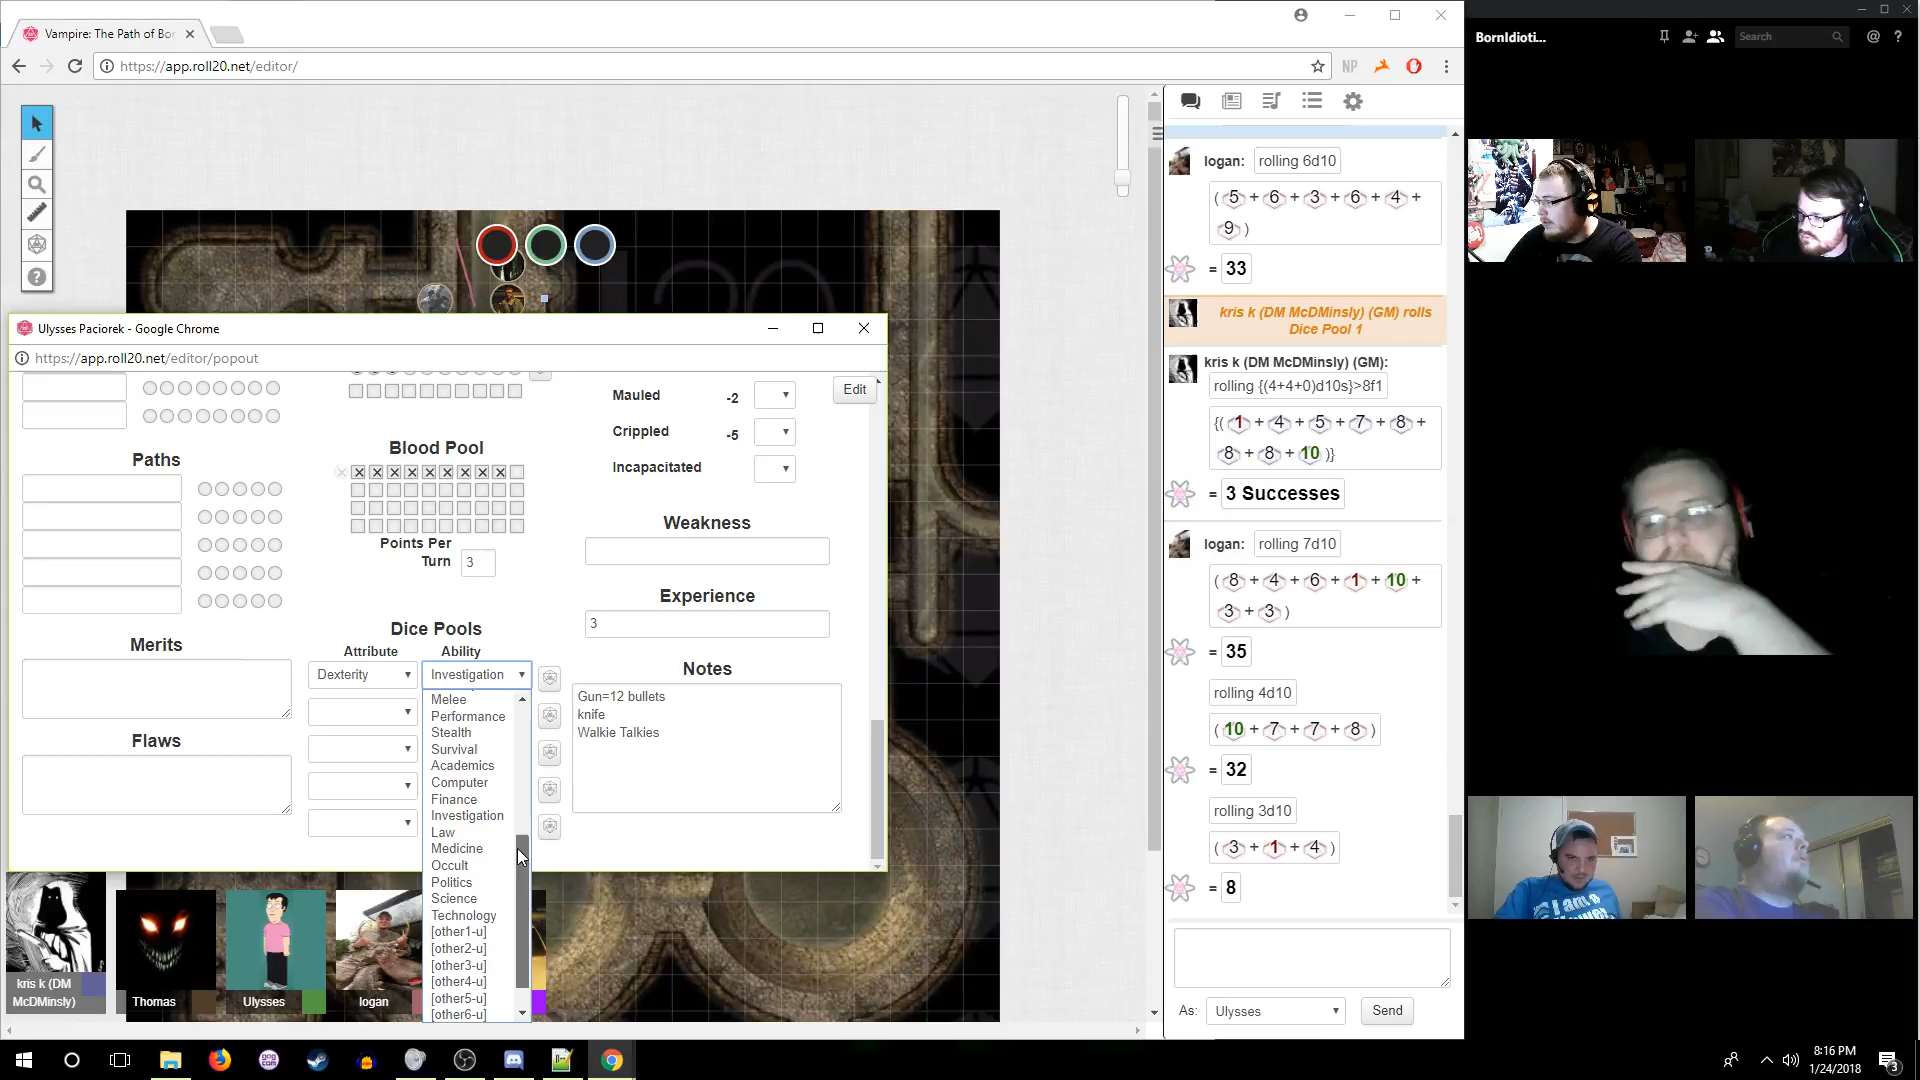 Vampire: The Path of Bor
https://app.roll20.net/editor/
NP
BornIdioti...
Search
logan:
rolling 6d10
(5+6+3+6+4+
9)
= 33
kris k (DM McDMinsly) (GM) rolls
Dice Pool 1
kris k (DM McDMinsly) (GM):
rolling {(4+4+0)d10s}>8f1
{(1+4+5+7+8+
8+8+10)}
= 3 Successes
logan:
rolling 7d10
(8+4+6+1+10+
3+3)
= 35
rolling 4d10
(10+7+7+8)
= 32
rolling 3d10
(3+1+4)
= 8
As:
Ulysses
Send
Ulysses Paciorek - Google Chrome
https://app.roll20.net/editor/popout
Edit
Paths
Merits
Flaws
Blood Pool
Points Per
Turn
3
Dice Pools
Attribute
Ability
Dexterity
Investigation
Melee
Performance
Stealth
Survival
Academics
Computer
Finance
Investigation
Law
Medicine
Occult
Politics
Science
Technology
[other1-u]
[other2-u]
[other3-u]
[other4-u]
[other5-u]
[other6-u]
Mauled -2
Crippled -5
Incapacitated
Weakness
Experience
3
Notes
Gun=12 bullets
knife
Walkie Talkies
kris k (DM
McDMinsly)
Thomas
Ulysses
logan
I am a
8:16 PM
1/24/2018
3